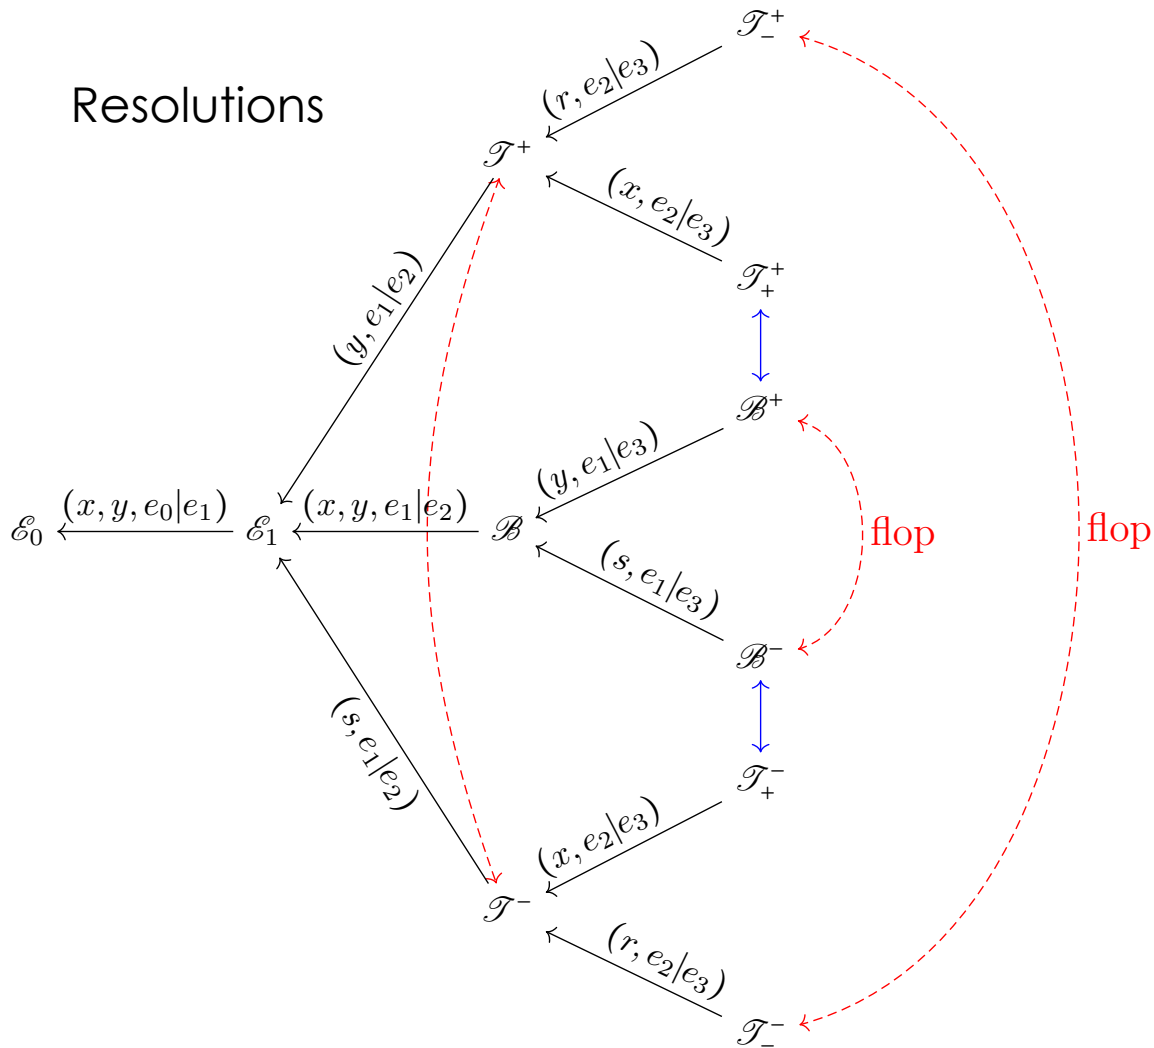 𝒯₋⁺
Resolutions
(r, e₂|e₃)
𝒯⁺
(x, e₂|e₃)
𝒯₊⁺
(y, e₁|e₂)
ℬ⁺
(y, e₁|e₃)
ℰ₀ (x, y, e₀|e₁) ℰ₁ (x, y, e₁|e₂) ℬ flop flop
(s, e₁|e₃)
ℬ⁻
(s, e₁|e₂)
𝒯₊⁻
(x, e₂|e₃)
𝒯⁻
(r, e₂|e₃)
𝒯₋⁻